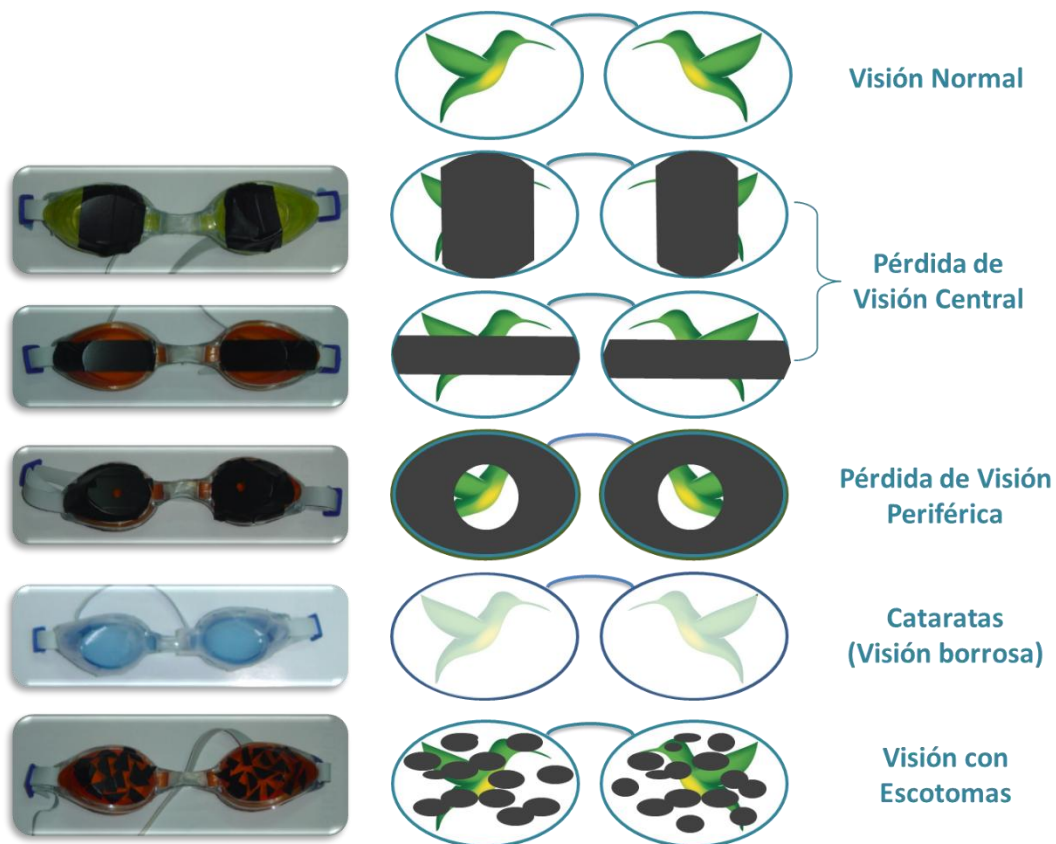 Visión Normal
Pérdida de
Visión Central
Pérdida de Visión
Periférica
Cataratas
(Visión borrosa)
Visión con
Escotomas